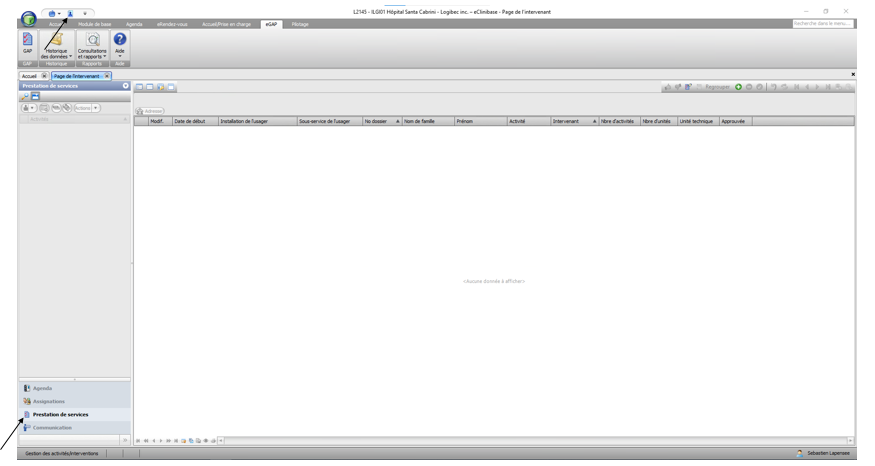 L2145 - ILGI01 Hôpital Santa Cabrini - Logibec inc. – eClinibase - Page de l'intervenant
Accueil Module de base Agenda eRendez-vous Accueil/Prise en charge eGAP Pilotage Recherche dans le menu...
GAP Historique des données Consultations et rapports Aide
GAP Historique Rapports Aide
Accueil Page de l'intervenant
Prestation de services
Regrouper
Actions
Adresse
Activité
Modif. Date de début Installation de l'usager Sous-service de l'usager No dossier Nom de famille Prénom Activité Intervenant Nbre d'activités Nbre d'unités Unité technique Approuvée
<Aucune donnée à afficher>
Agenda
Assignations
Prestation de services
Communication
Gestion des activités/interventions Sebastien Lapensee